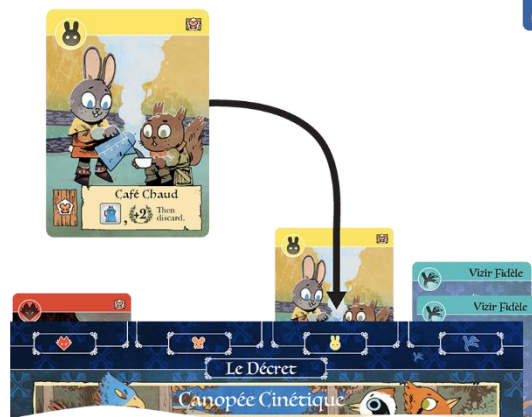 Café Chaud
, +2 Then
discard.
Vizir Fidèle
Vizir Fidèle
Le Décret
Canopée Cinétique